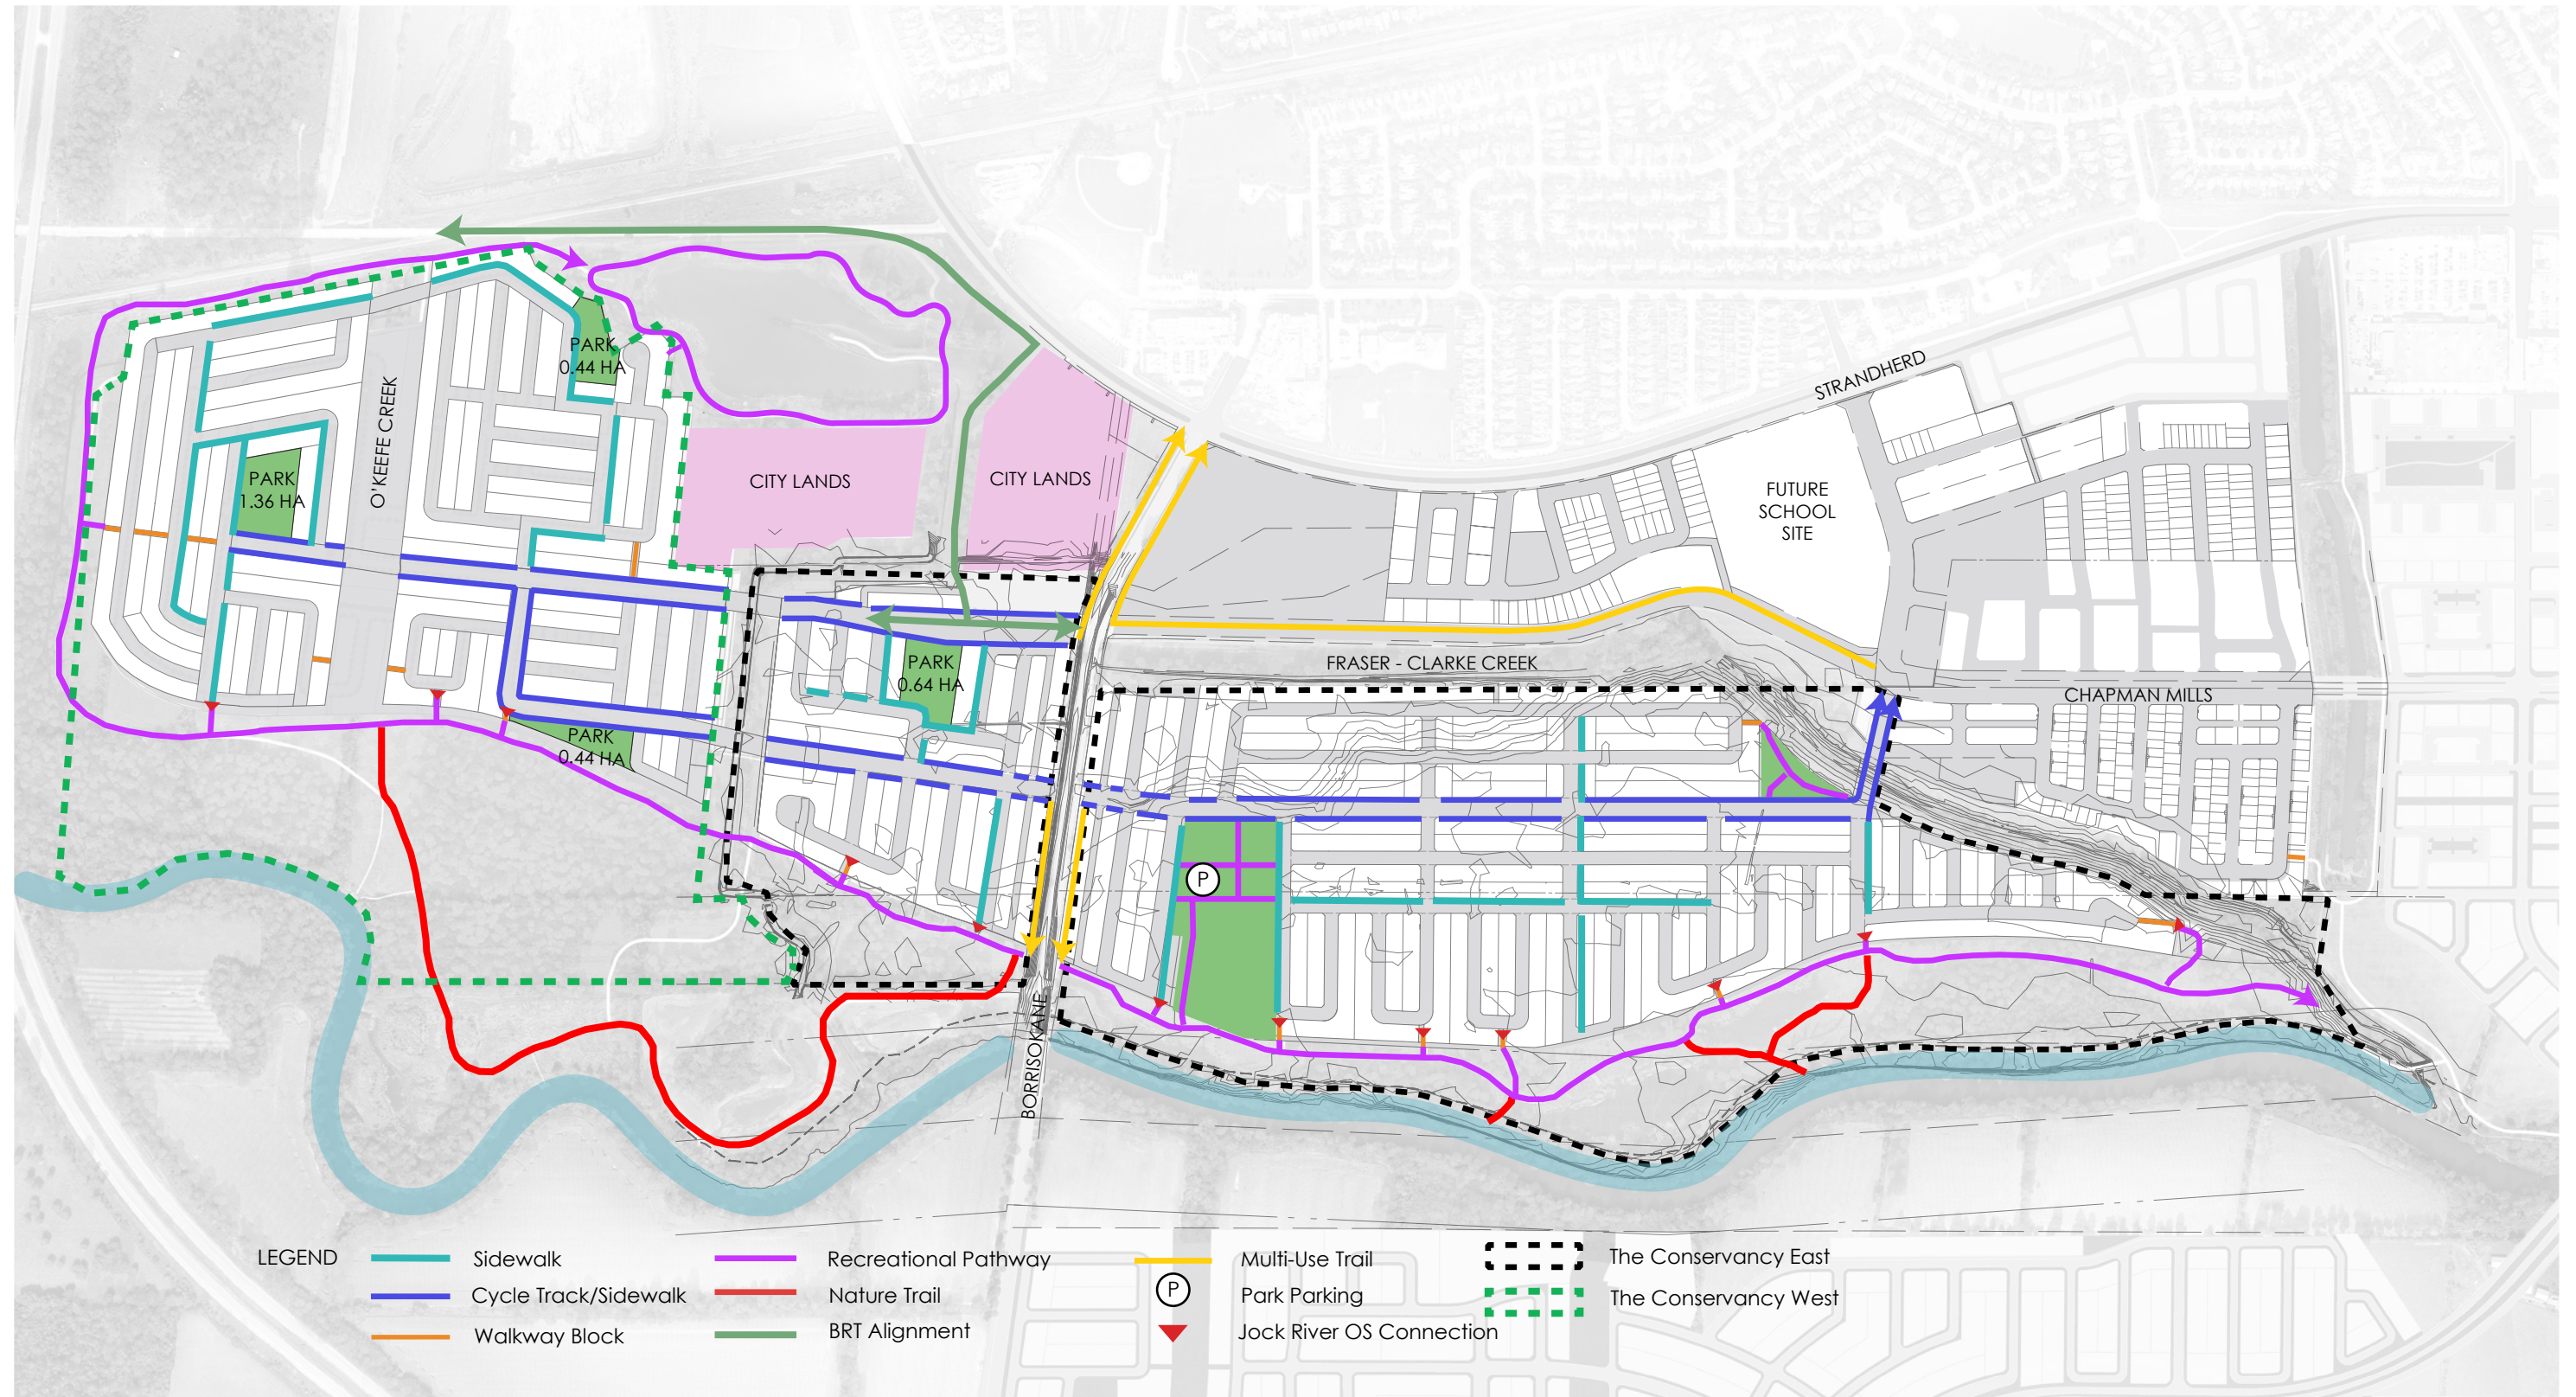 STRANDHERD
PARK
0.44 HA
O'KEEFE CREEK
PARK
1.36 HA
CITY LANDS
CITY LANDS
FUTURE
SCHOOL
SITE
PARK
0.64 HA
FRASER - CLARKE CREEK
CHAPMAN MILLS
PARK
0.44 HA
P
BORRISOKANE
LEGEND
Sidewalk
Cycle Track/Sidewalk
Walkway Block
Recreational Pathway
Nature Trail
BRT Alignment
Multi-Use Trail
P
Park Parking
Jock River OS Connection
The Conservancy East
The Conservancy West